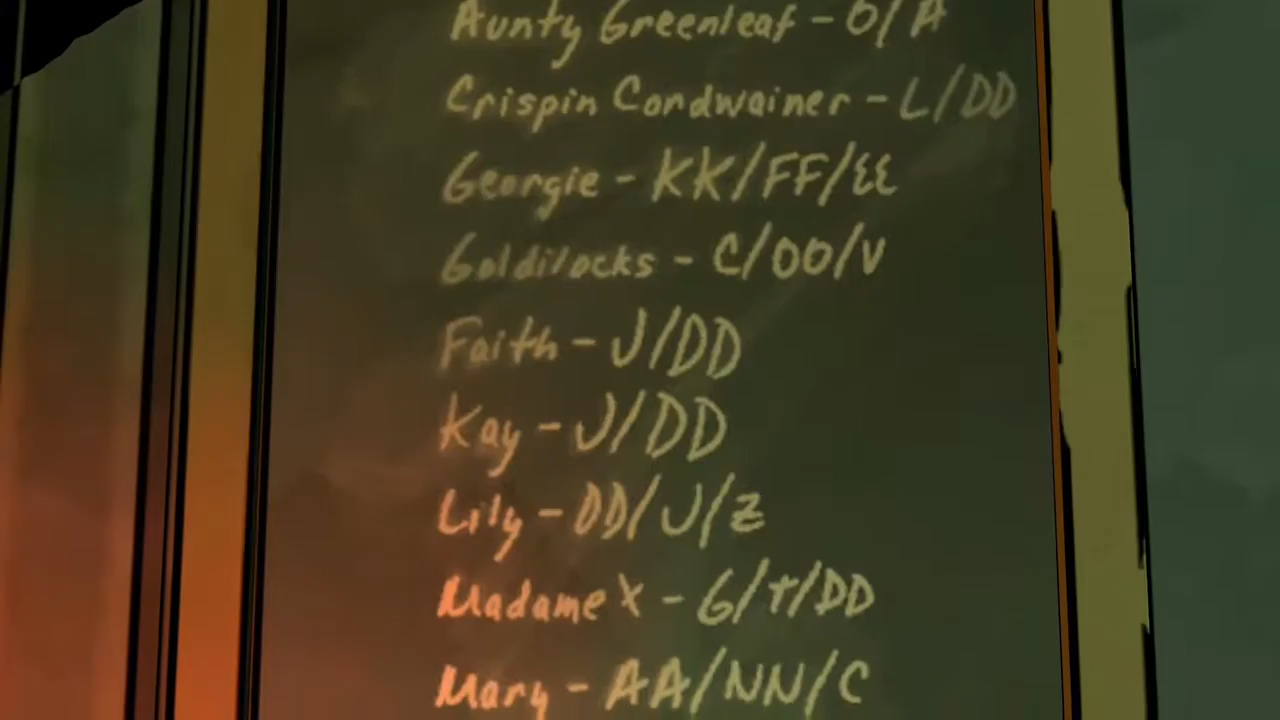 Aunty Greenleaf - O/A
Crispin Cordwainer - L/DD
Georgie - KK/FF/EE
Goldilocks - C/OO/V
Faith - J/DD
Kay - J/DD
Lily - DD/J/Z
Madame X - G/T/DD
Mary - AA/NN/C